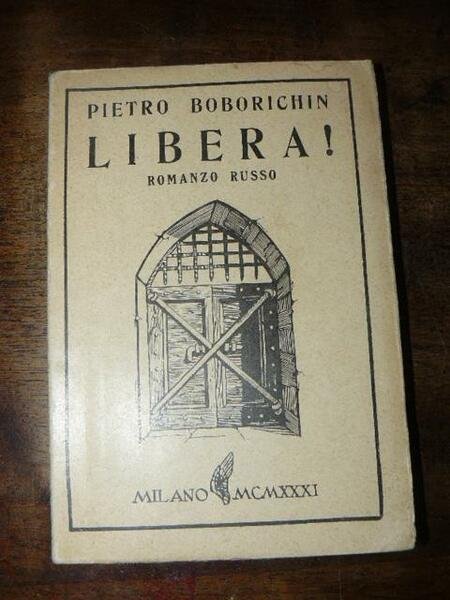 PIETRO BOBORICHIN
LIBERA!
ROMANZO RUSSO
MILANO MCMXXXI